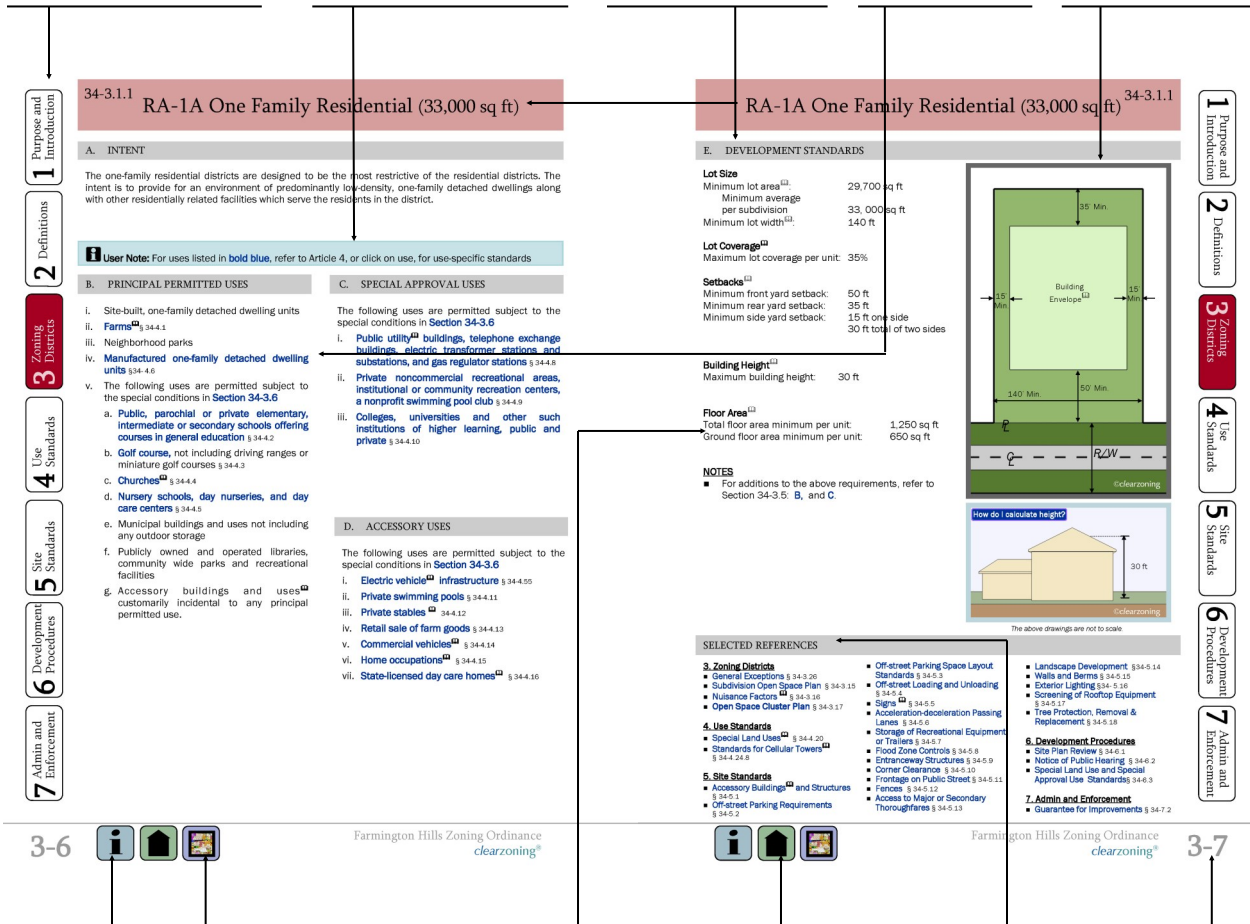 34-3.1.1
RA-1A One Family Residential (33,000 sq ft)
1 Purpose and Introduction
2 Definitions
3 Zoning Districts
4 Use Standards
5 Site Standards
6 Development Procedures
7 Admin and Enforcement
A. INTENT
The one-family residential districts are designed to be the most restrictive of the residential districts. The
intent is to provide for an environment of predominantly low-density, one-family detached dwellings along
with other residentially related facilities which serve the residents in the district.
User Note: For uses listed in bold blue, refer to Article 4, or click on use, for use-specific standards
B. PRINCIPAL PERMITTED USES
i. Site-built, one-family detached dwelling units
ii. Farms § 34-4.1
iii. Neighborhood parks
iv. Manufactured one-family detached dwelling
units §34- 4.6
v. The following uses are permitted subject to
the special conditions in Section 34-3.6
a. Public, parochial or private elementary,
intermediate or secondary schools offering
courses in general education § 34-4.2
b. Golf course, not including driving ranges or
miniature golf courses § 34-4.3
c. Churches § 34-4.4
d. Nursery schools, day nurseries, and day
care centers § 34-4.5
e. Municipal buildings and uses not including
any outdoor storage
f. Publicly owned and operated libraries,
community wide parks and recreational
facilities
g. Accessory buildings and uses
customarily incidental to any principal
permitted use.
C. SPECIAL APPROVAL USES
The following uses are permitted subject to the
special conditions in Section 34-3.6
i. Public utility buildings, telephone exchange
buildings, electric transformer stations and
substations, and gas regulator stations § 34-4.8
ii. Private noncommercial recreational areas,
institutional or community recreation centers,
a nonprofit swimming pool club § 34-4.9
iii. Colleges, universities and other such
institutions of higher learning, public and
private § 34-4.10
D. ACCESSORY USES
The following uses are permitted subject to the
special conditions in Section 34-3.6
i. Electric vehicle infrastructure § 34-4.55
ii. Private swimming pools § 34-4.11
iii. Private stables 34-4.12
iv. Retail sale of farm goods § 34-4.13
v. Commercial vehicles § 34-4.14
vi. Home occupations § 34-4.15
vii. State-licensed day care homes § 34-4.16
3-6
i
Farmington Hills Zoning Ordinance
clearzoning®
RA-1A One Family Residential (33,000 sq ft)
34-3.1.1
E. DEVELOPMENT STANDARDS
Lot Size
Minimum lot area: 29,700 sq ft
Minimum average
per subdivision 33, 000 sq ft
Minimum lot width: 140 ft
Lot Coverage
Maximum lot coverage per unit: 35%
Setbacks
Minimum front yard setback: 50 ft
Minimum rear yard setback: 35 ft
Minimum side yard setback: 15 ft one side
30 ft total of two sides
Building Height
Maximum building height: 30 ft
Floor Area
Total floor area minimum per unit: 1,250 sq ft
Ground floor area minimum per unit: 650 sq ft
NOTES
■ For additions to the above requirements, refer to
Section 34-3.5: B, and C.
35' Min.
Building
Envelope
15'
Min.
15'
Min.
50' Min.
140' Min.
PL
CL
R/W
©clearzoning
How do I calculate height?
30 ft
©clearzoning
The above drawings are not to scale
SELECTED REFERENCES
3. Zoning Districts
■ General Exceptions § 34-3.26
■ Subdivision Open Space Plan § 34-3.15
■ Nuisance Factors § 34-3.16
■ Open Space Cluster Plan § 34-3.17
4. Use Standards
■ Special Land Uses § 34-4.20
■ Standards for Cellular Towers
§ 34-4.24.8
5. Site Standards
■ Accessory Buildings and Structures
§ 34-5.1
■ Off-street Parking Requirements
§ 34-5.2
■ Off-street Parking Space Layout
Standards § 34-5.3
■ Off-street Loading and Unloading
§ 34-5.4
■ Signs § 34-5.5
■ Acceleration-deceleration Passing
Lanes § 34-5.6
■ Storage of Recreational Equipment
or Trailers § 34-5.7
■ Flood Zone Controls § 34-5.8
■ Entranceway Structures § 34-5.9
■ Corner Clearance § 34-5.10
■ Frontage on Public Street § 34-5.11
■ Fences § 34-5.12
■ Access to Major or Secondary
Thoroughfares § 34-5.13
■ Landscape Development §34-5.14
■ Walls and Berms § 34-5.15
■ Exterior Lighting §34- 5.16
■ Screening of Rooftop Equipment
§ 34-5.17
■ Tree Protection, Removal &
Replacement § 34-5.18
6. Development Procedures
■ Site Plan Review § 34-6.1
■ Notice of Public Hearing § 34-6.2
■ Special Land Use and Special
Approval Use Standards§ 34-6.3
7. Admin and Enforcement
■ Guarantee for Improvements § 34-7.2
1 Purpose and Introduction
2 Definitions
3 Zoning Districts
4 Use Standards
5 Site Standards
6 Development Procedures
7 Admin and Enforcement
i
Farmington Hills Zoning Ordinance
clearzoning®
3-7